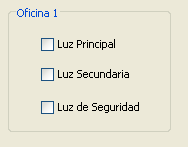 Oficina 1
Luz Principal
Luz Secundaria
Luz de Seguridad